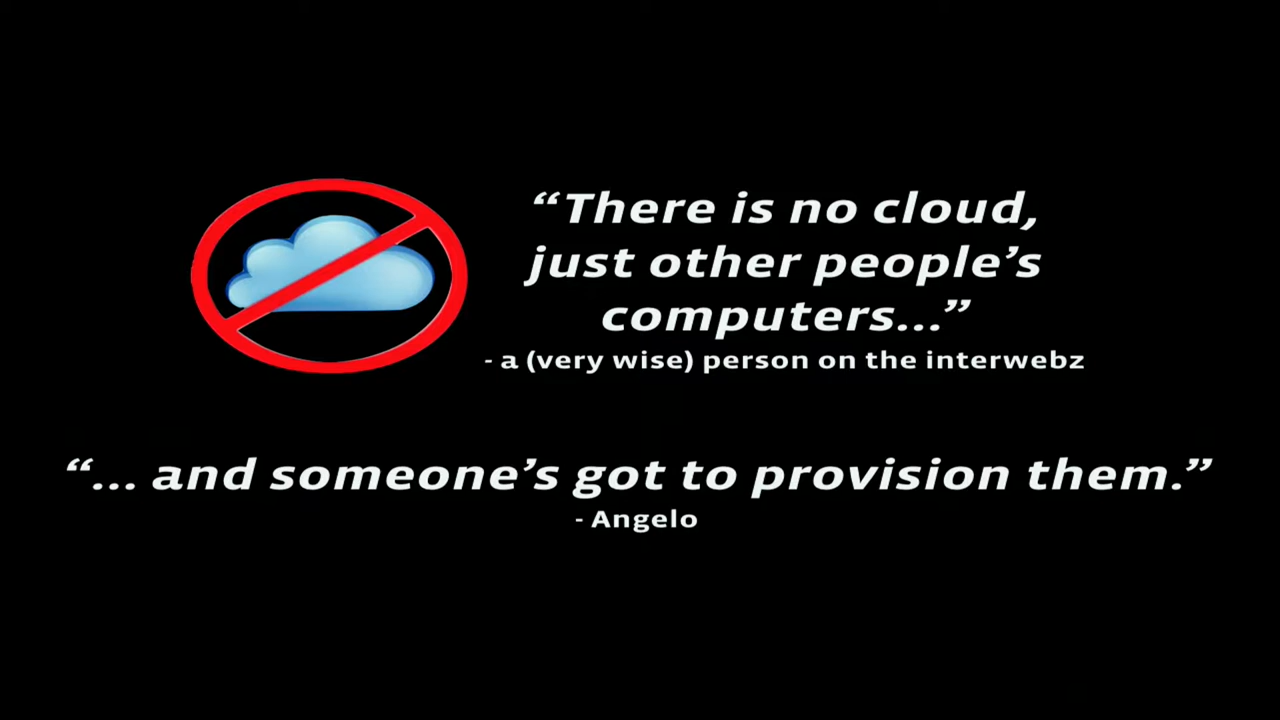 “There is no cloud,
just other people’s
computers...”
- a (very wise) person on the interwebz
“... and someone’s got to provision them.”
- Angelo